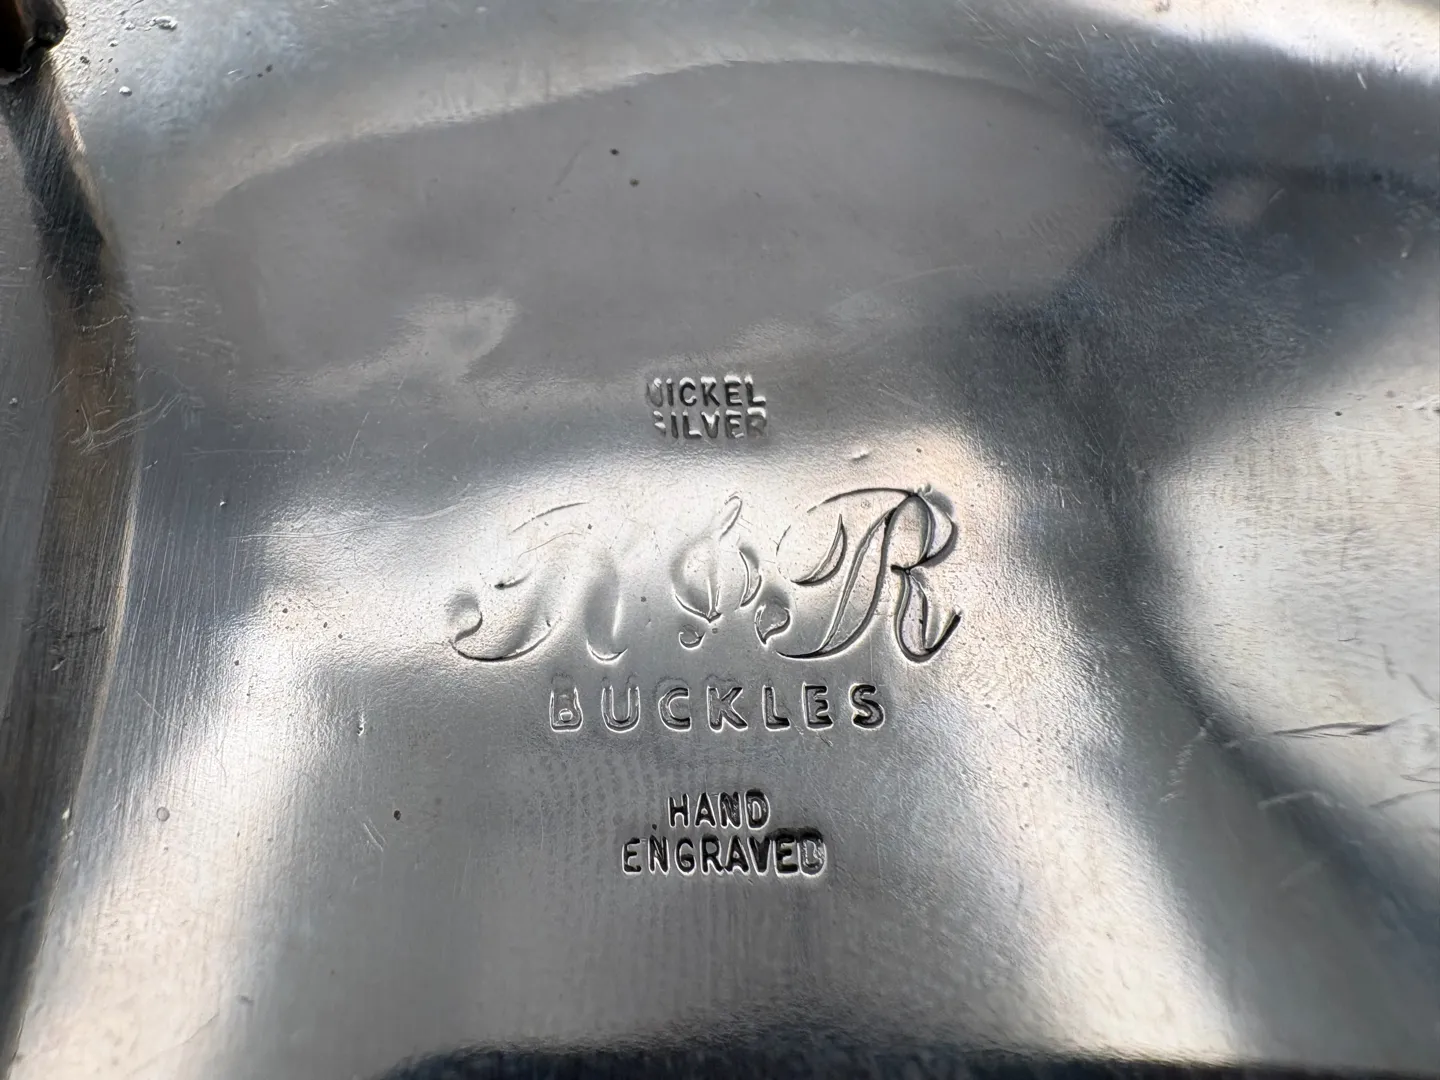 NICKEL
SILVER
R
BUCKLES
HAND
ENGRAVED